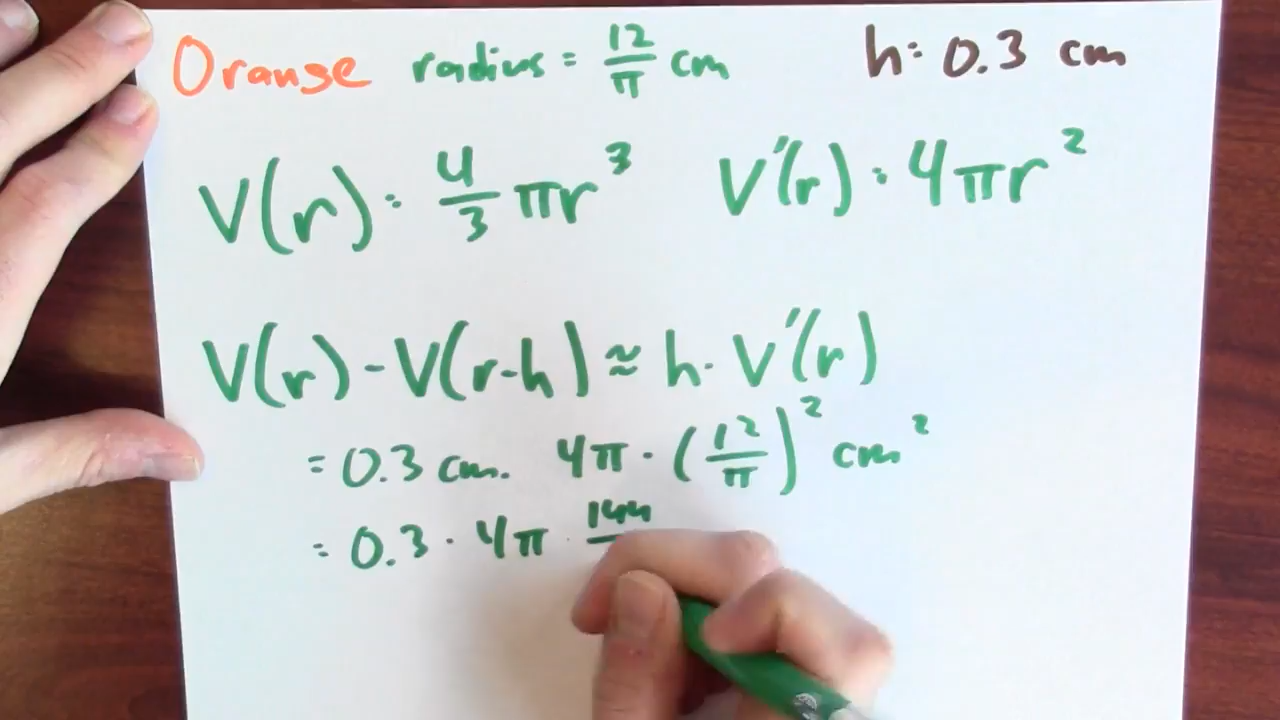 Orange radius = 12/π cm h = 0.3 cm
V(r) = 4/3 πr³ V'(r) = 4πr²
V(r) - V(r-h) ≈ h · V'(r)
= 0.3 cm · 4π · (12/π)² cm²
= 0.3 · 4π · 144